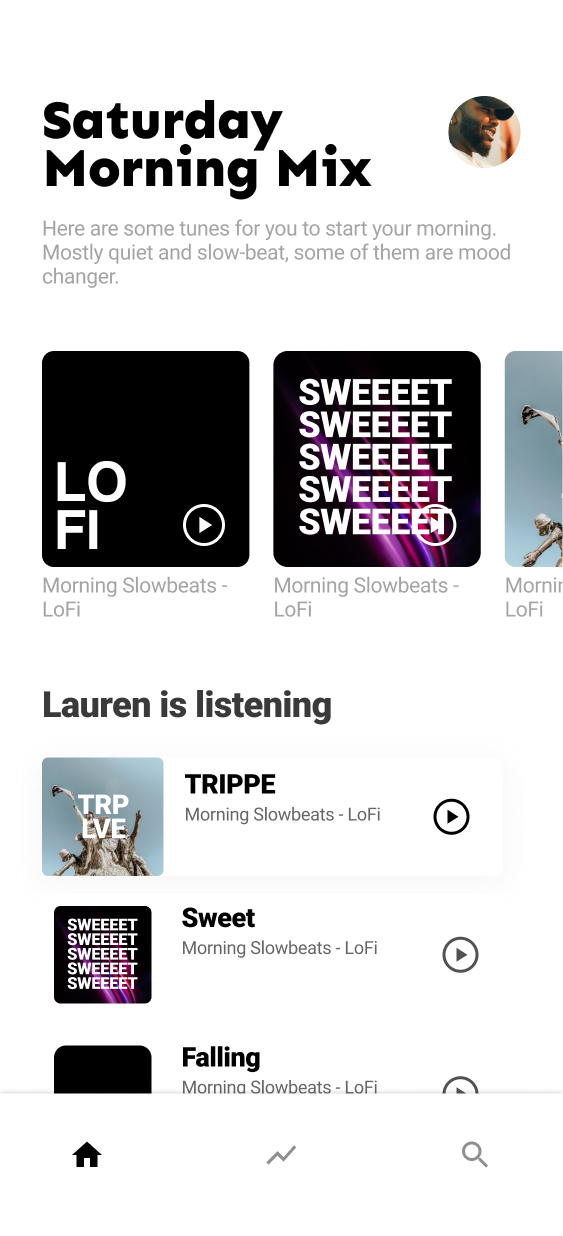 Saturday
Morning Mix
Here are some tunes for you to start your morning.
Mostly quiet and slow-beat, some of them are mood
changer.
LO
FI
SWEEEET
SWEEEET
SWEEEET
SWEEEET
SWEEEET
Morning Slowbeats -
LoFi
Morning Slowbeats -
LoFi
Mornin
LoFi
Lauren is listening
TRP
LVE
TRIPPE
Morning Slowbeats - LoFi
SWEEEET
SWEEEET
SWEEEET
SWEEEET
SWEEEET
Sweet
Morning Slowbeats - LoFi
Falling
Morning Slowbeats - LoFi